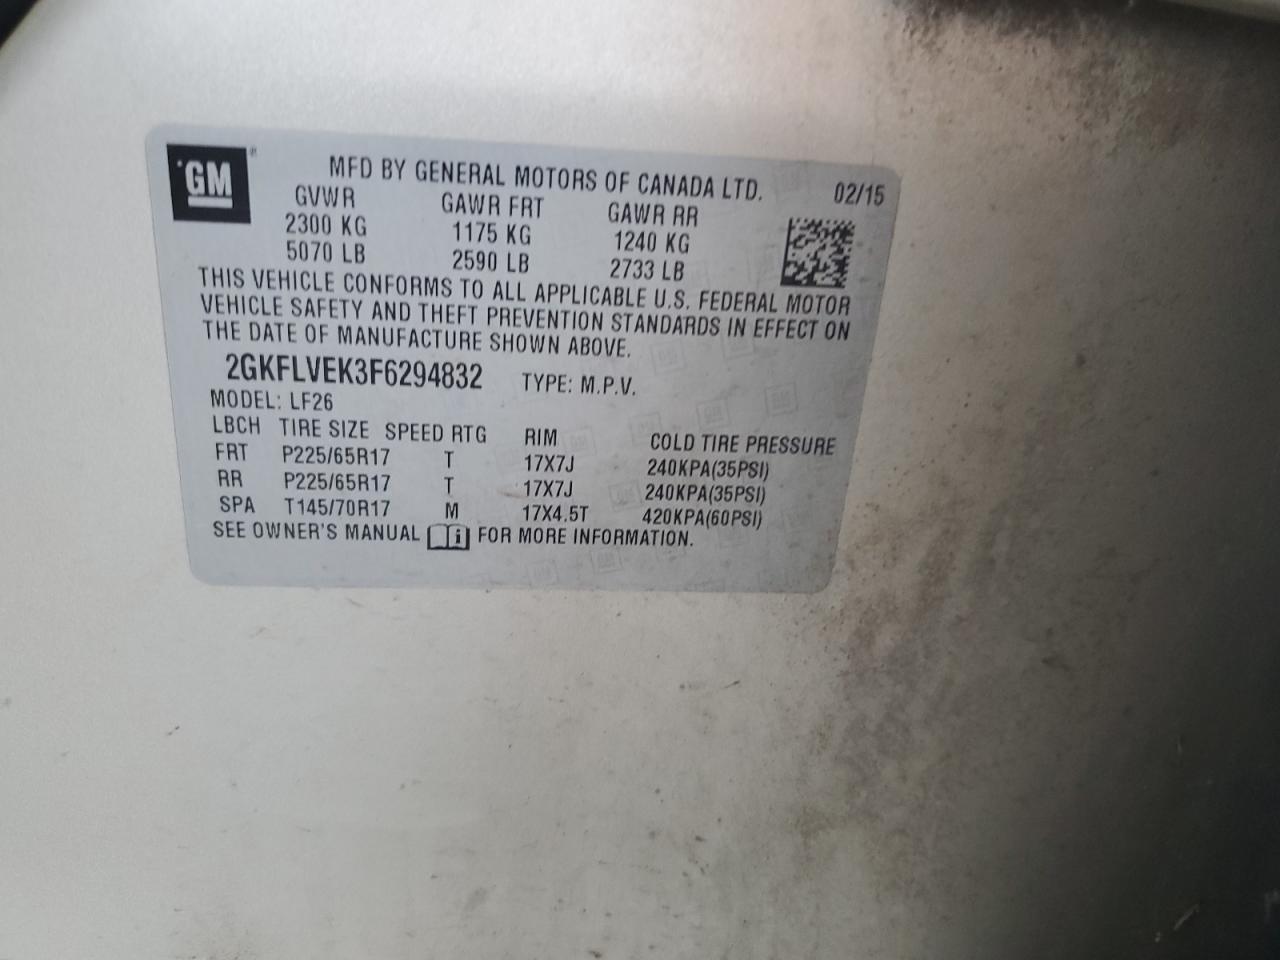 GM
MFD BY GENERAL MOTORS OF CANADA LTD. 02/15
GVWR GAWR FRT GAWR RR
2300 KG 1175 KG 1240 KG
5070 LB 2590 LB 2733 LB
THIS VEHICLE CONFORMS TO ALL APPLICABLE U.S. FEDERAL MOTOR
VEHICLE SAFETY AND THEFT PREVENTION STANDARDS IN EFFECT ON
THE DATE OF MANUFACTURE SHOWN ABOVE.
2GKFLVEK3F6294832 TYPE: M.P.V.
MODEL: LF26
LBCH TIRE SIZE SPEED RTG RIM COLD TIRE PRESSURE
FRT P225/65R17 T 17X7J 240KPA(35PSI)
RR P225/65R17 T 17X7J 240KPA(35PSI)
SPA T145/70R17 M 17X4.5T 420KPA(60PSI)
SEE OWNER'S MANUAL i FOR MORE INFORMATION.